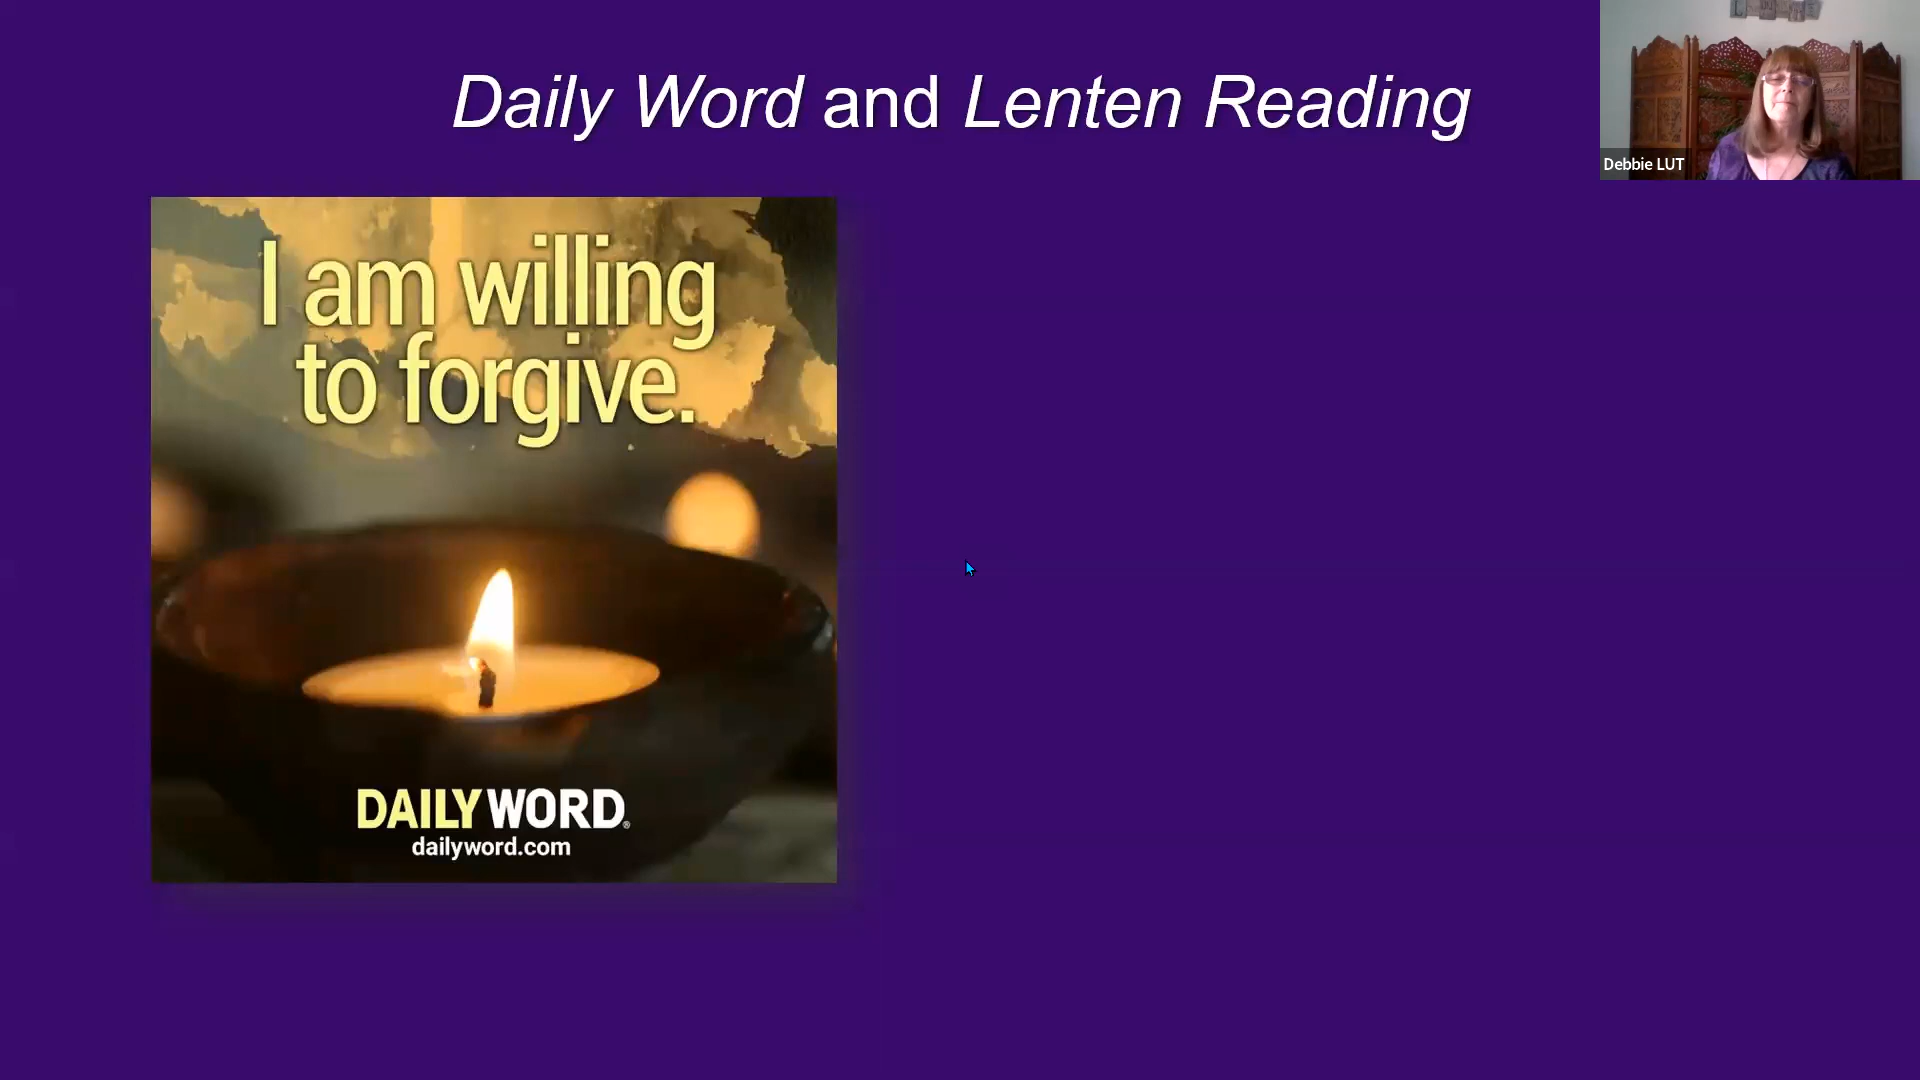 Daily Word and Lenten Reading
Debbie LUT
I am willing
to forgive.
DAILY WORD®
dailyword.com